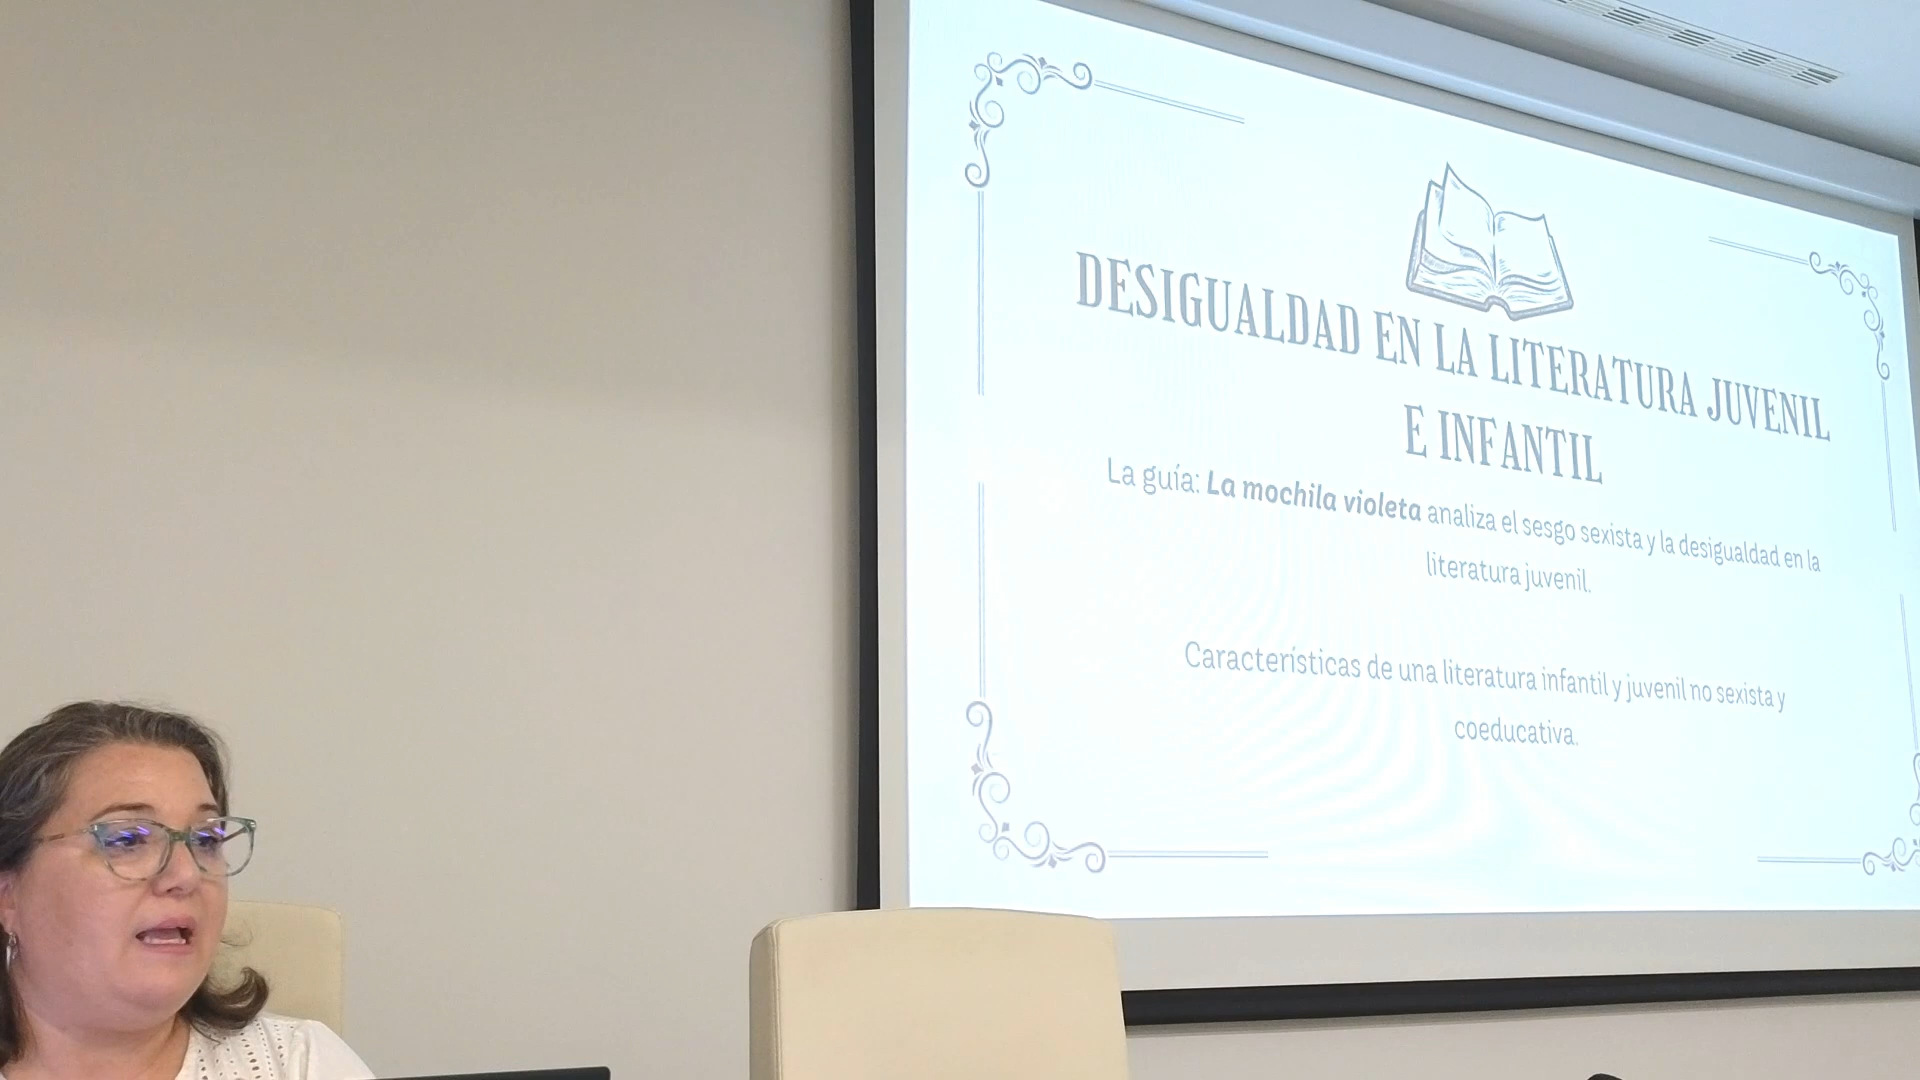 DESIGUALDAD EN LA LITERATURA JUVENIL
E INFANTIL
La guía: La mochila violeta analiza el sesgo sexista y la desigualdad en la
literatura juvenil.
Características de una literatura infantil y juvenil no sexista y
coeducativa.